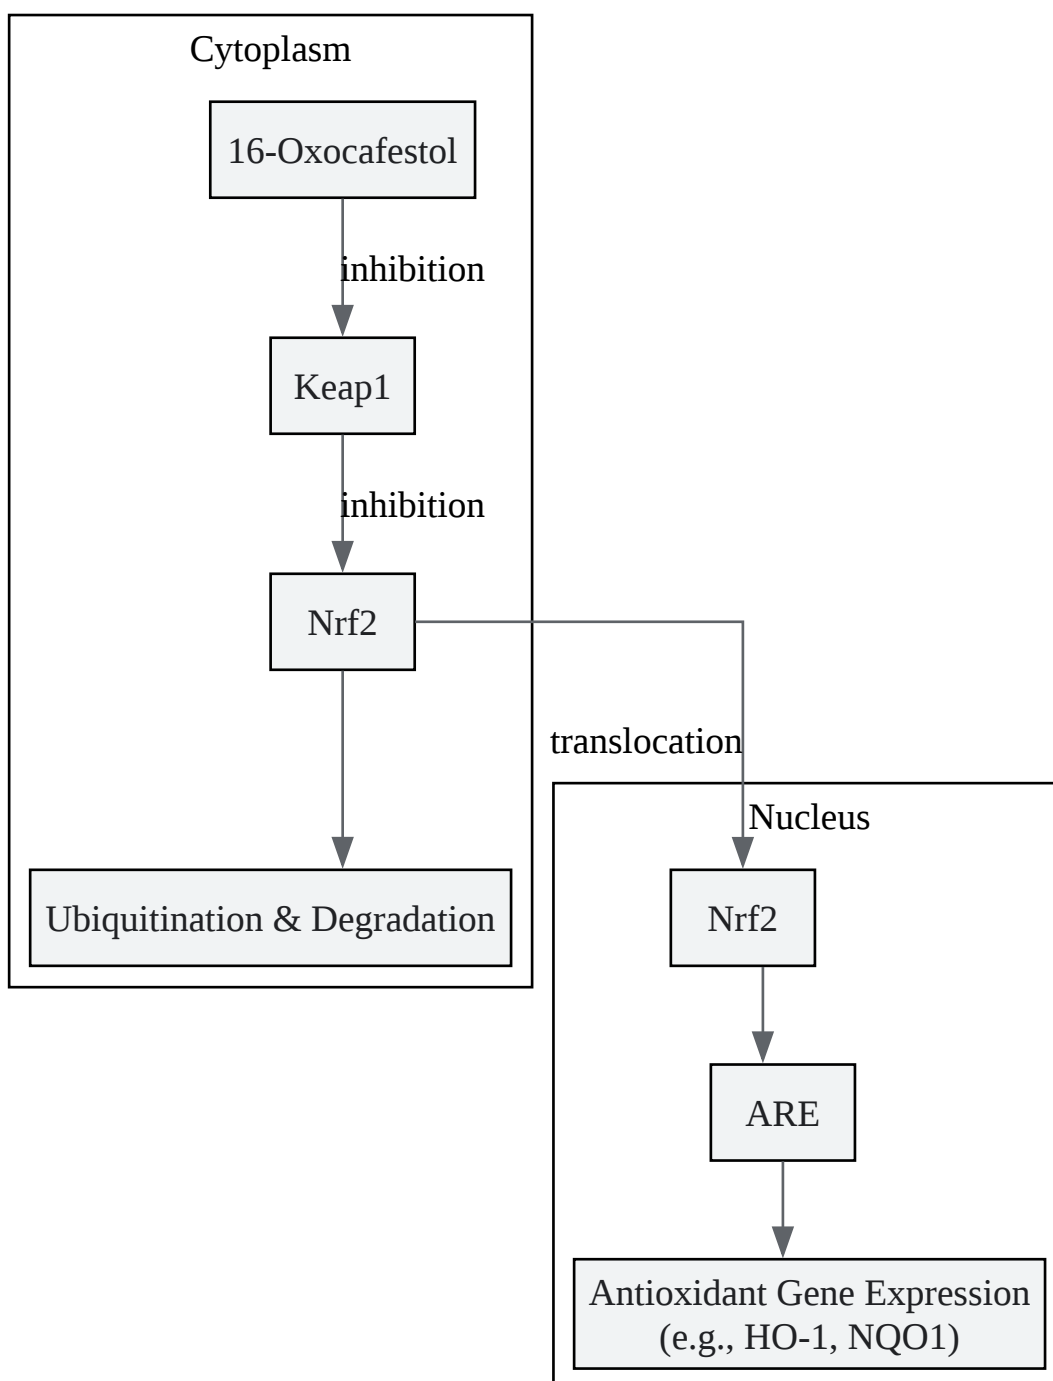 Cytoplasm
16-Oxocafestol
inhibition
Keap1
inhibition
Nrf2
translocation
Nucleus
Ubiquitination & Degradation
Nrf2
ARE
Antioxidant Gene Expression
(e.g., HO-1, NQO1)